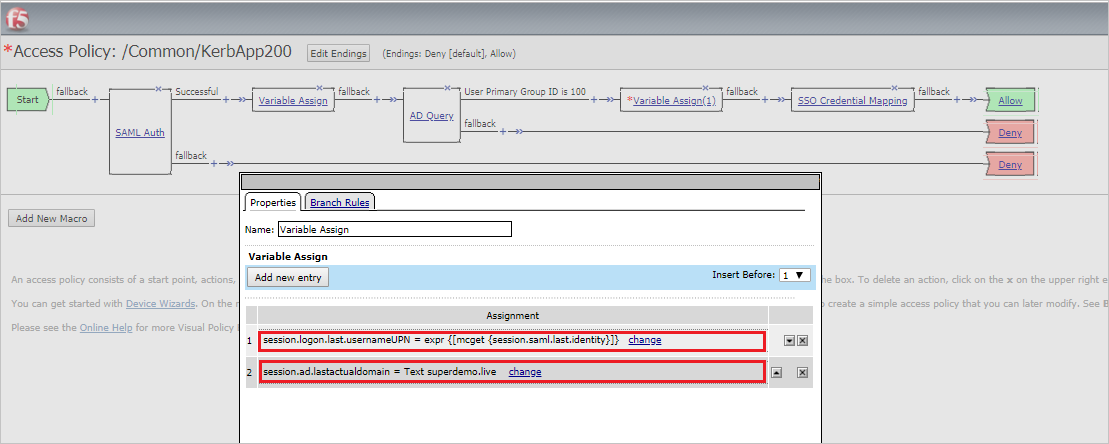 f5
*Access Policy: /Common/KerbApp200 Edit Endings (Endings: Deny [default], Allow)
Start fallback + SAML Auth x
Successful + Variable Assign x fallback + AD Query x
User Primary Group ID is 100 + *Variable Assign(1) x fallback + SSO Credential Mapping x fallback + Allow
fallback + Deny
fallback + Deny
Add New Macro
An access policy consists of a start point, actions,
the box. To delete an action, click on the x on the upper right
You can get started with Device Wizards. On the
create a simple access policy that you can later modify. See
Please see the Online Help for more Visual Policy
Properties Branch Rules
Name: Variable Assign
Variable Assign
Add new entry Insert Before: 1
Assignment
1 session.logon.last.usernameUPN = expr {[mcget {session.saml.last.identity}]} change
2 session.ad.lastactualdomain = Text superdemo.live change